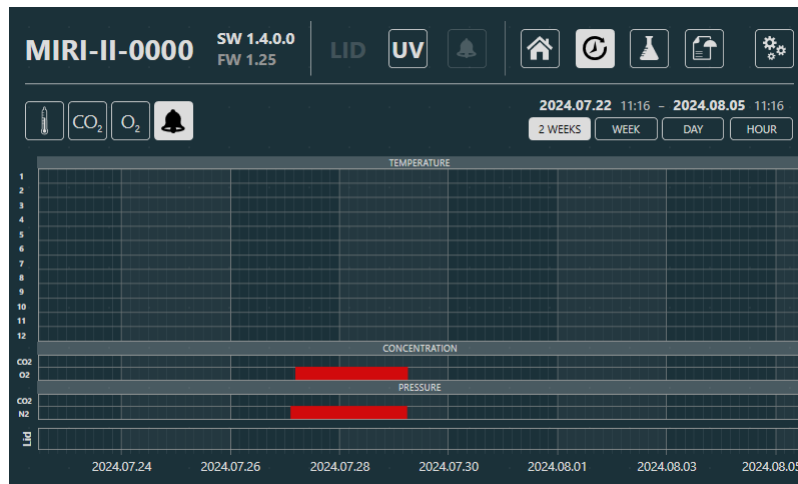 MIRI-II-0000 SW 1.4.0.0 LID UV
FW 1.25
CO₂ O₂ 2024.07.22 11:16 - 2024.08.05 11:16
2 WEEKS WEEK DAY HOUR
TEMPERATURE
1
2
3
4
5
6
7
8
9
10
11
12
CONCENTRATION
CO2
O2
PRESSURE
CO2
N2
Lid
2024.07.24 2024.07.26 2024.07.28 2024.07.30 2024.08.01 2024.08.03 2024.08.05